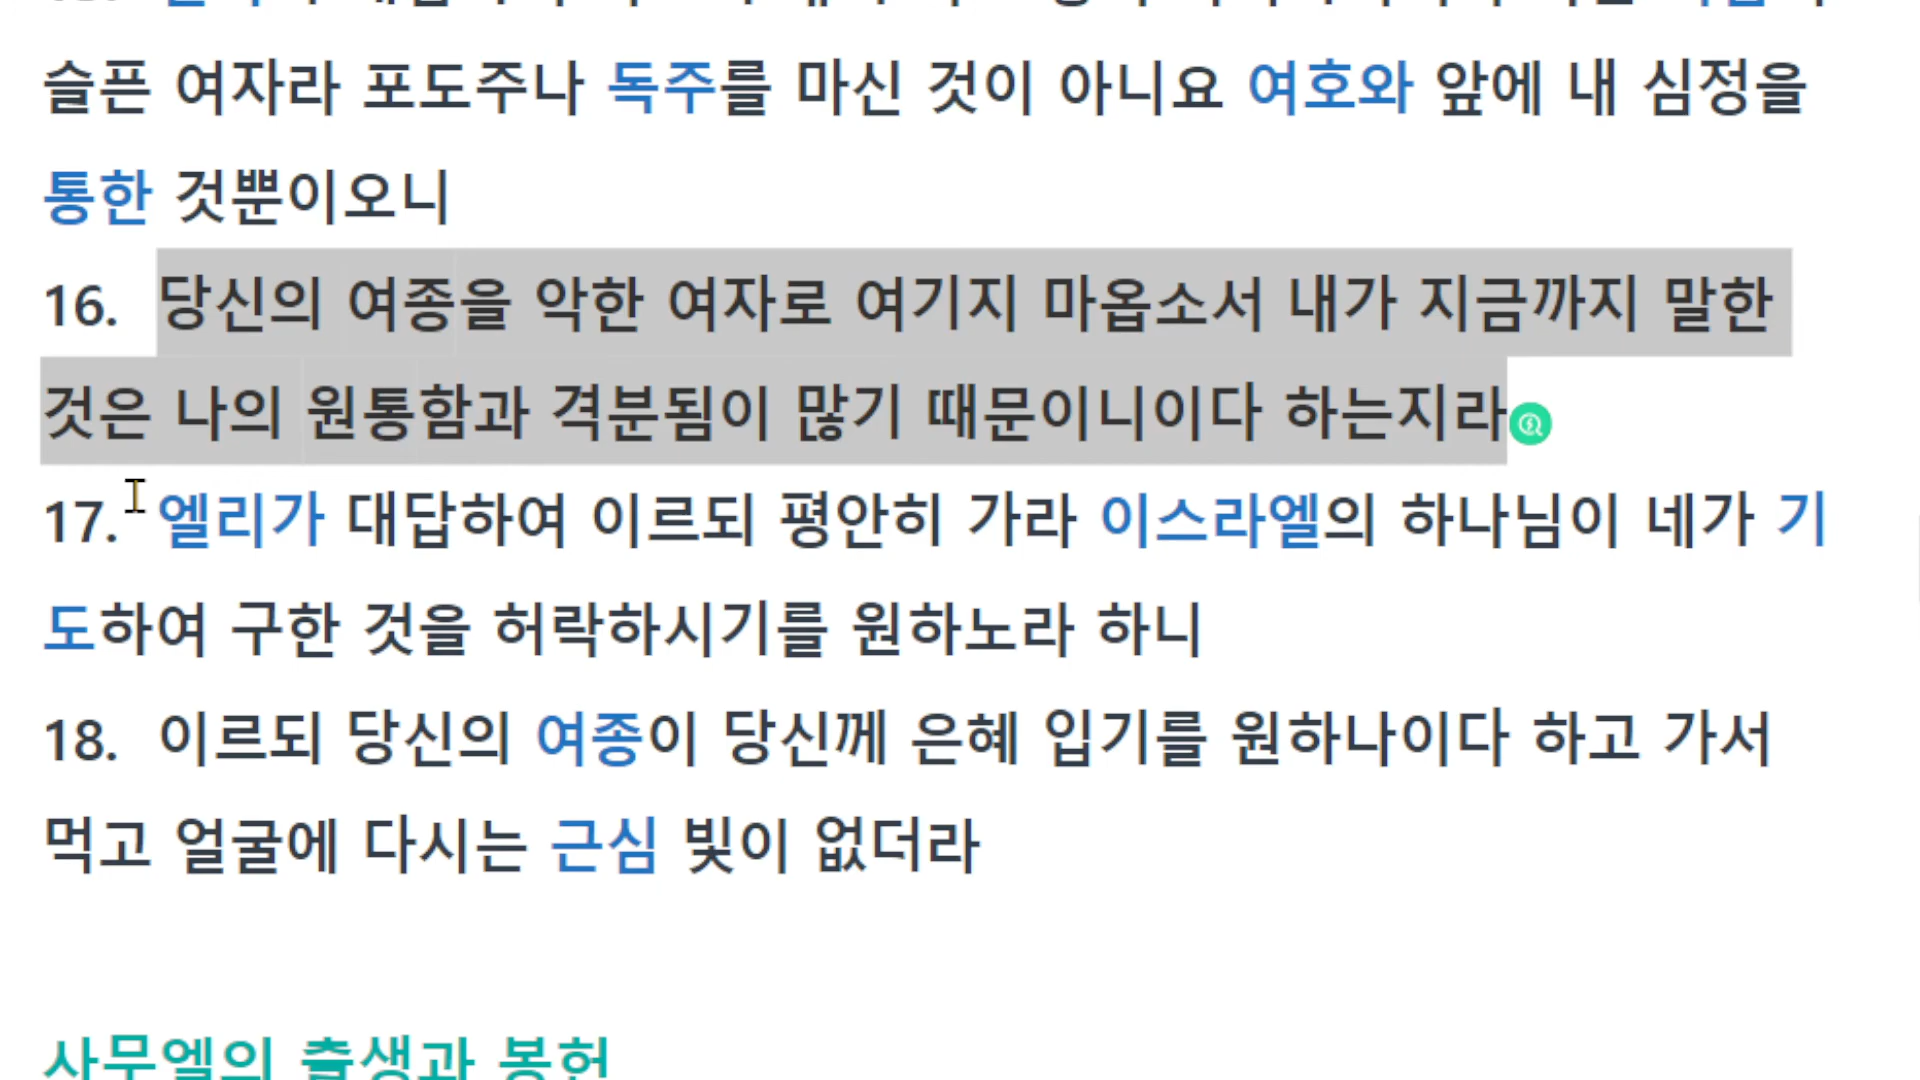 슬픈 여자라 포도주나 독주를 마신 것이 아니요 여호와 앞에 내 심정을
통한 것뿐이오니
16. 당신의 여종을 악한 여자로 여기지 마옵소서 내가 지금까지 말한
것은 나의 원통함과 격분됨이 많기 때문이니이다 하는지라
17. 엘리가 대답하여 이르되 평안히 가라 이스라엘의 하나님이 네가 기
도하여 구한 것을 허락하시기를 원하노라 하니
18. 이르되 당신의 여종이 당신께 은혜 입기를 원하나이다 하고 가서
먹고 얼굴에 다시는 근심 빛이 없더라
사무엘의 출생과 봉헌